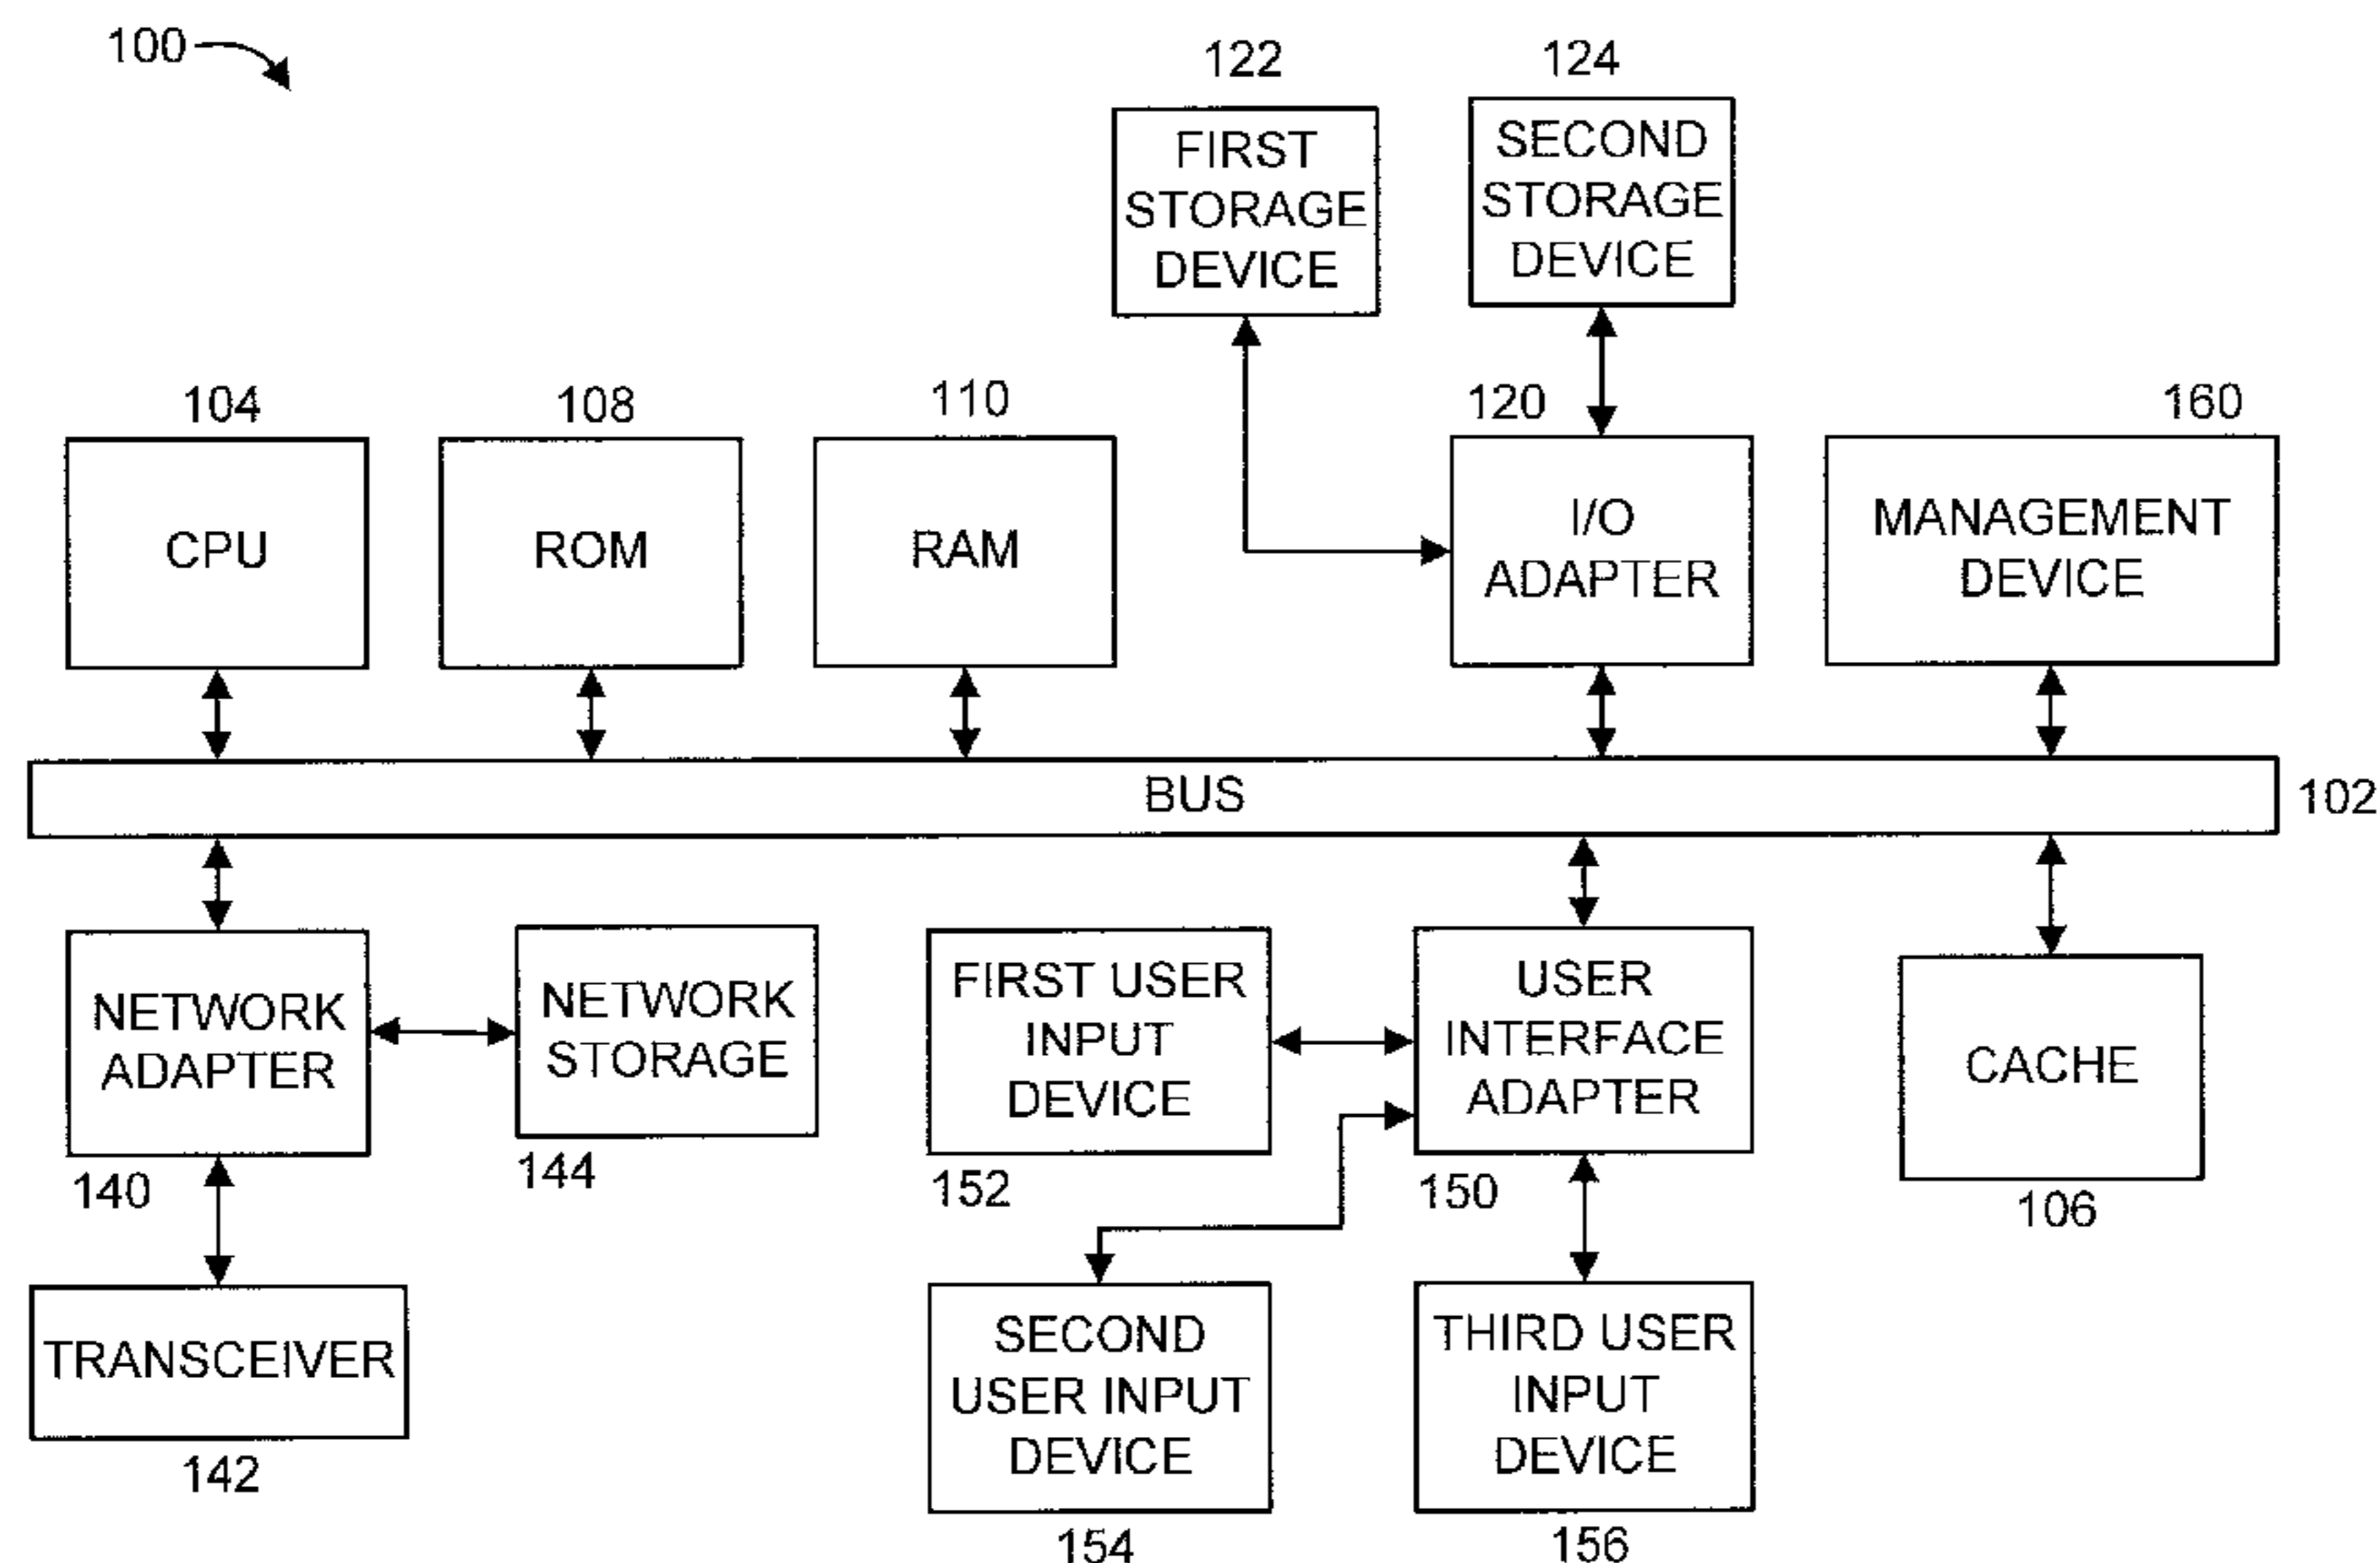 100
122
124
FIRST
STORAGE
DEVICE
SECOND
STORAGE
DEVICE
104
108
110
120
160
CPU
ROM
RAM
I/O
ADAPTER
MANAGEMENT
DEVICE
BUS
102
NETWORK
ADAPTER
140
NETWORK
STORAGE
144
FIRST USER
INPUT
DEVICE
152
USER
INTERFACE
ADAPTER
150
CACHE
106
TRANSCEIVER
142
SECOND
USER INPUT
DEVICE
154
THIRD USER
INPUT
DEVICE
156